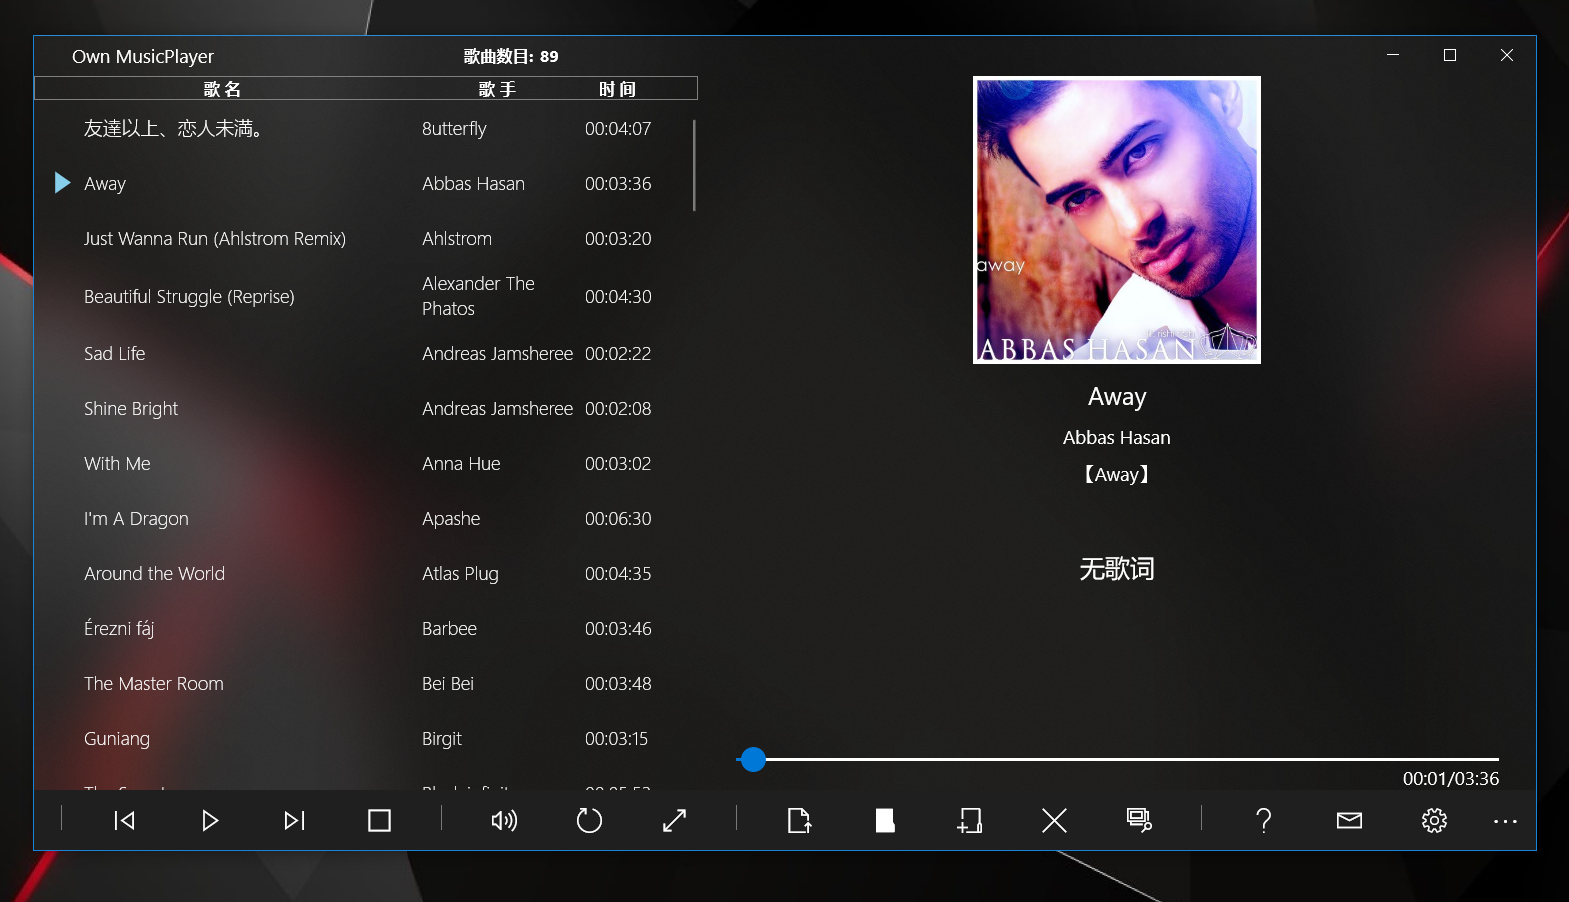 Own MusicPlayer
歌曲数目: 89
歌 名 歌 手 时 间
友達以上、恋人未満。 8utterfly 00:04:07
Away Abbas Hasan 00:03:36
Just Wanna Run (Ahlstrom Remix) Ahlstrom 00:03:20
Beautiful Struggle (Reprise) Alexander The Phatos 00:04:30
Sad Life Andreas Jamsheree 00:02:22
Shine Bright Andreas Jamsheree 00:02:08
With Me Anna Hue 00:03:02
I'm A Dragon Apashe 00:06:30
Around the World Atlas Plug 00:04:35
Érezni fáj Barbee 00:03:46
The Master Room Bei Bei 00:03:48
Guniang Birgit 00:03:15
away
ABBAS HASAN
Away
Abbas Hasan
【Away】
无歌词
00:01/03:36